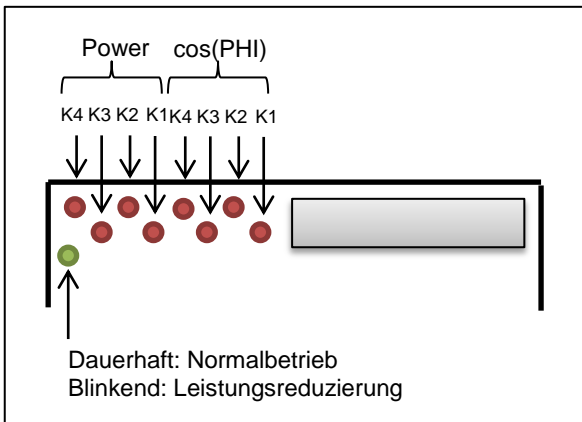 Power cos(PHI)
K4 K3 K2 K1 K4 K3 K2 K1
Dauerhaft: Normalbetrieb
Blinkend: Leistungsreduzierung